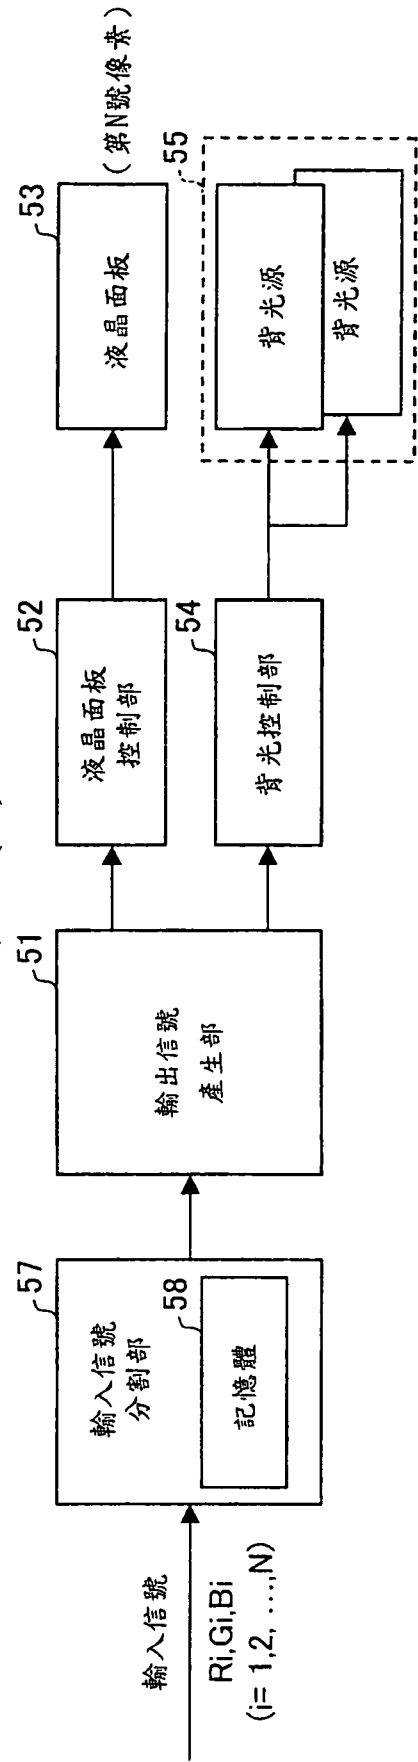 輸入信號
Ri,Gi,Bi
(i= 1,2, ...,N)
57
輸入信號
分割部
58
記憶體
51
輸出信號
產生部
52
液晶面板
控制部
54
背光控制部
53
液晶面板
(第N號像素)
55
背光源
背光源